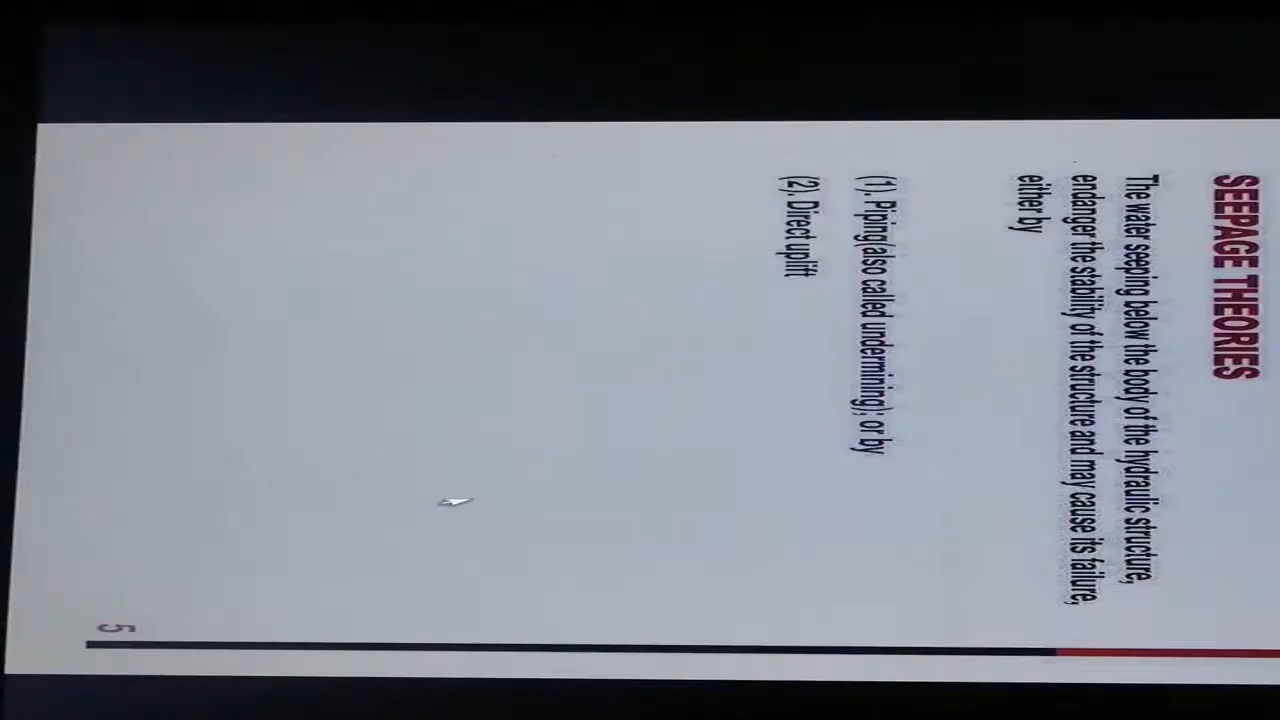 SEEPAGE THEORIES
The water seeping below the body of the hydraulic structure,
endanger the stability of the structure and may cause its failure,
either by
(1). Piping(also called undermining); or by
(2). Direct uplift
5